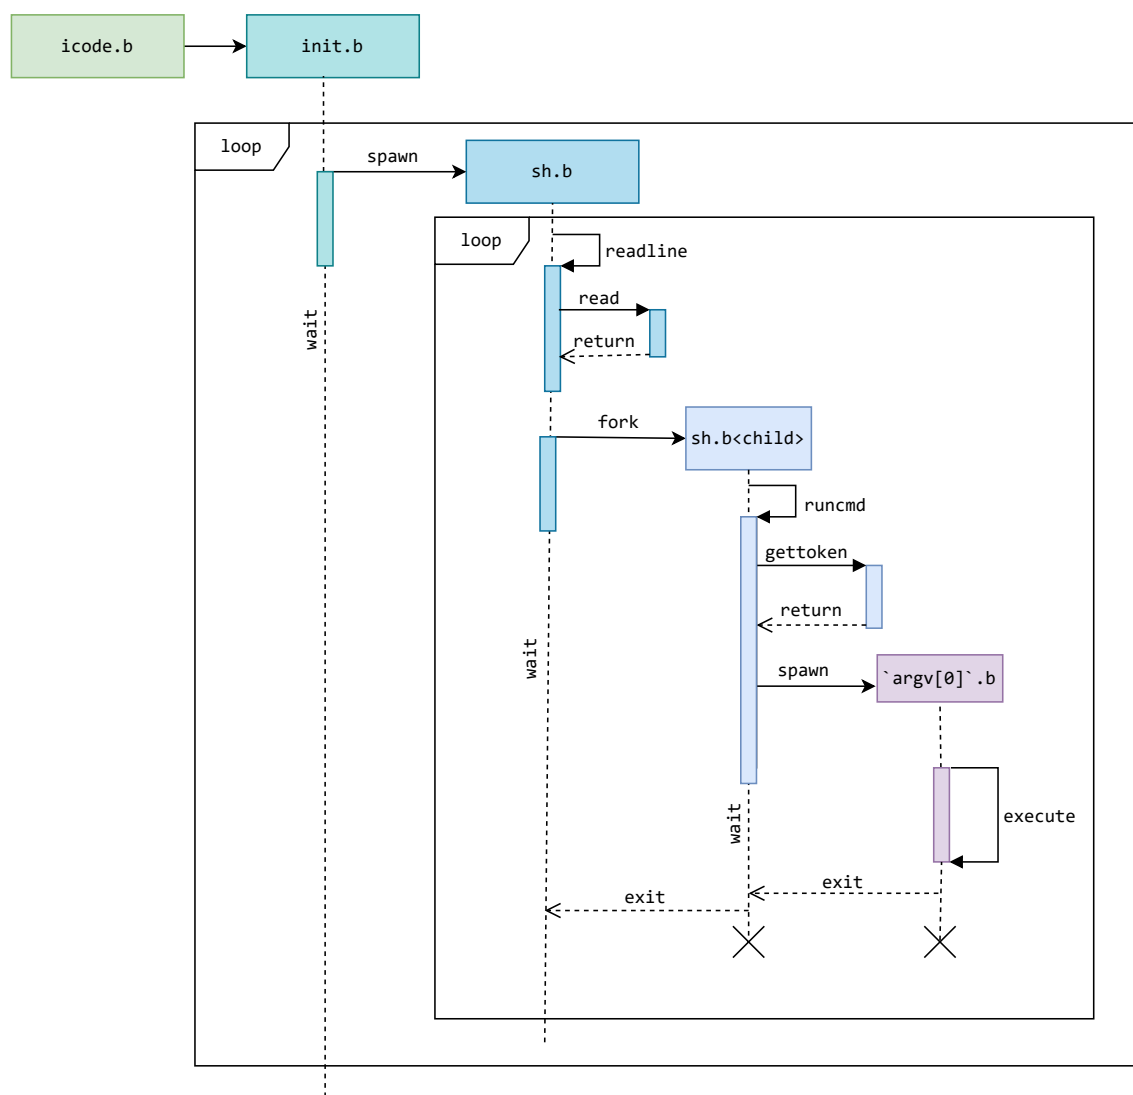 icode.b
init.b
loop
spawn
sh.b
loop
readline
read
return
wait
fork
sh.b<child>
runcmd
gettoken
return
wait
spawn
`argv[0]`.b
wait
execute
exit
exit